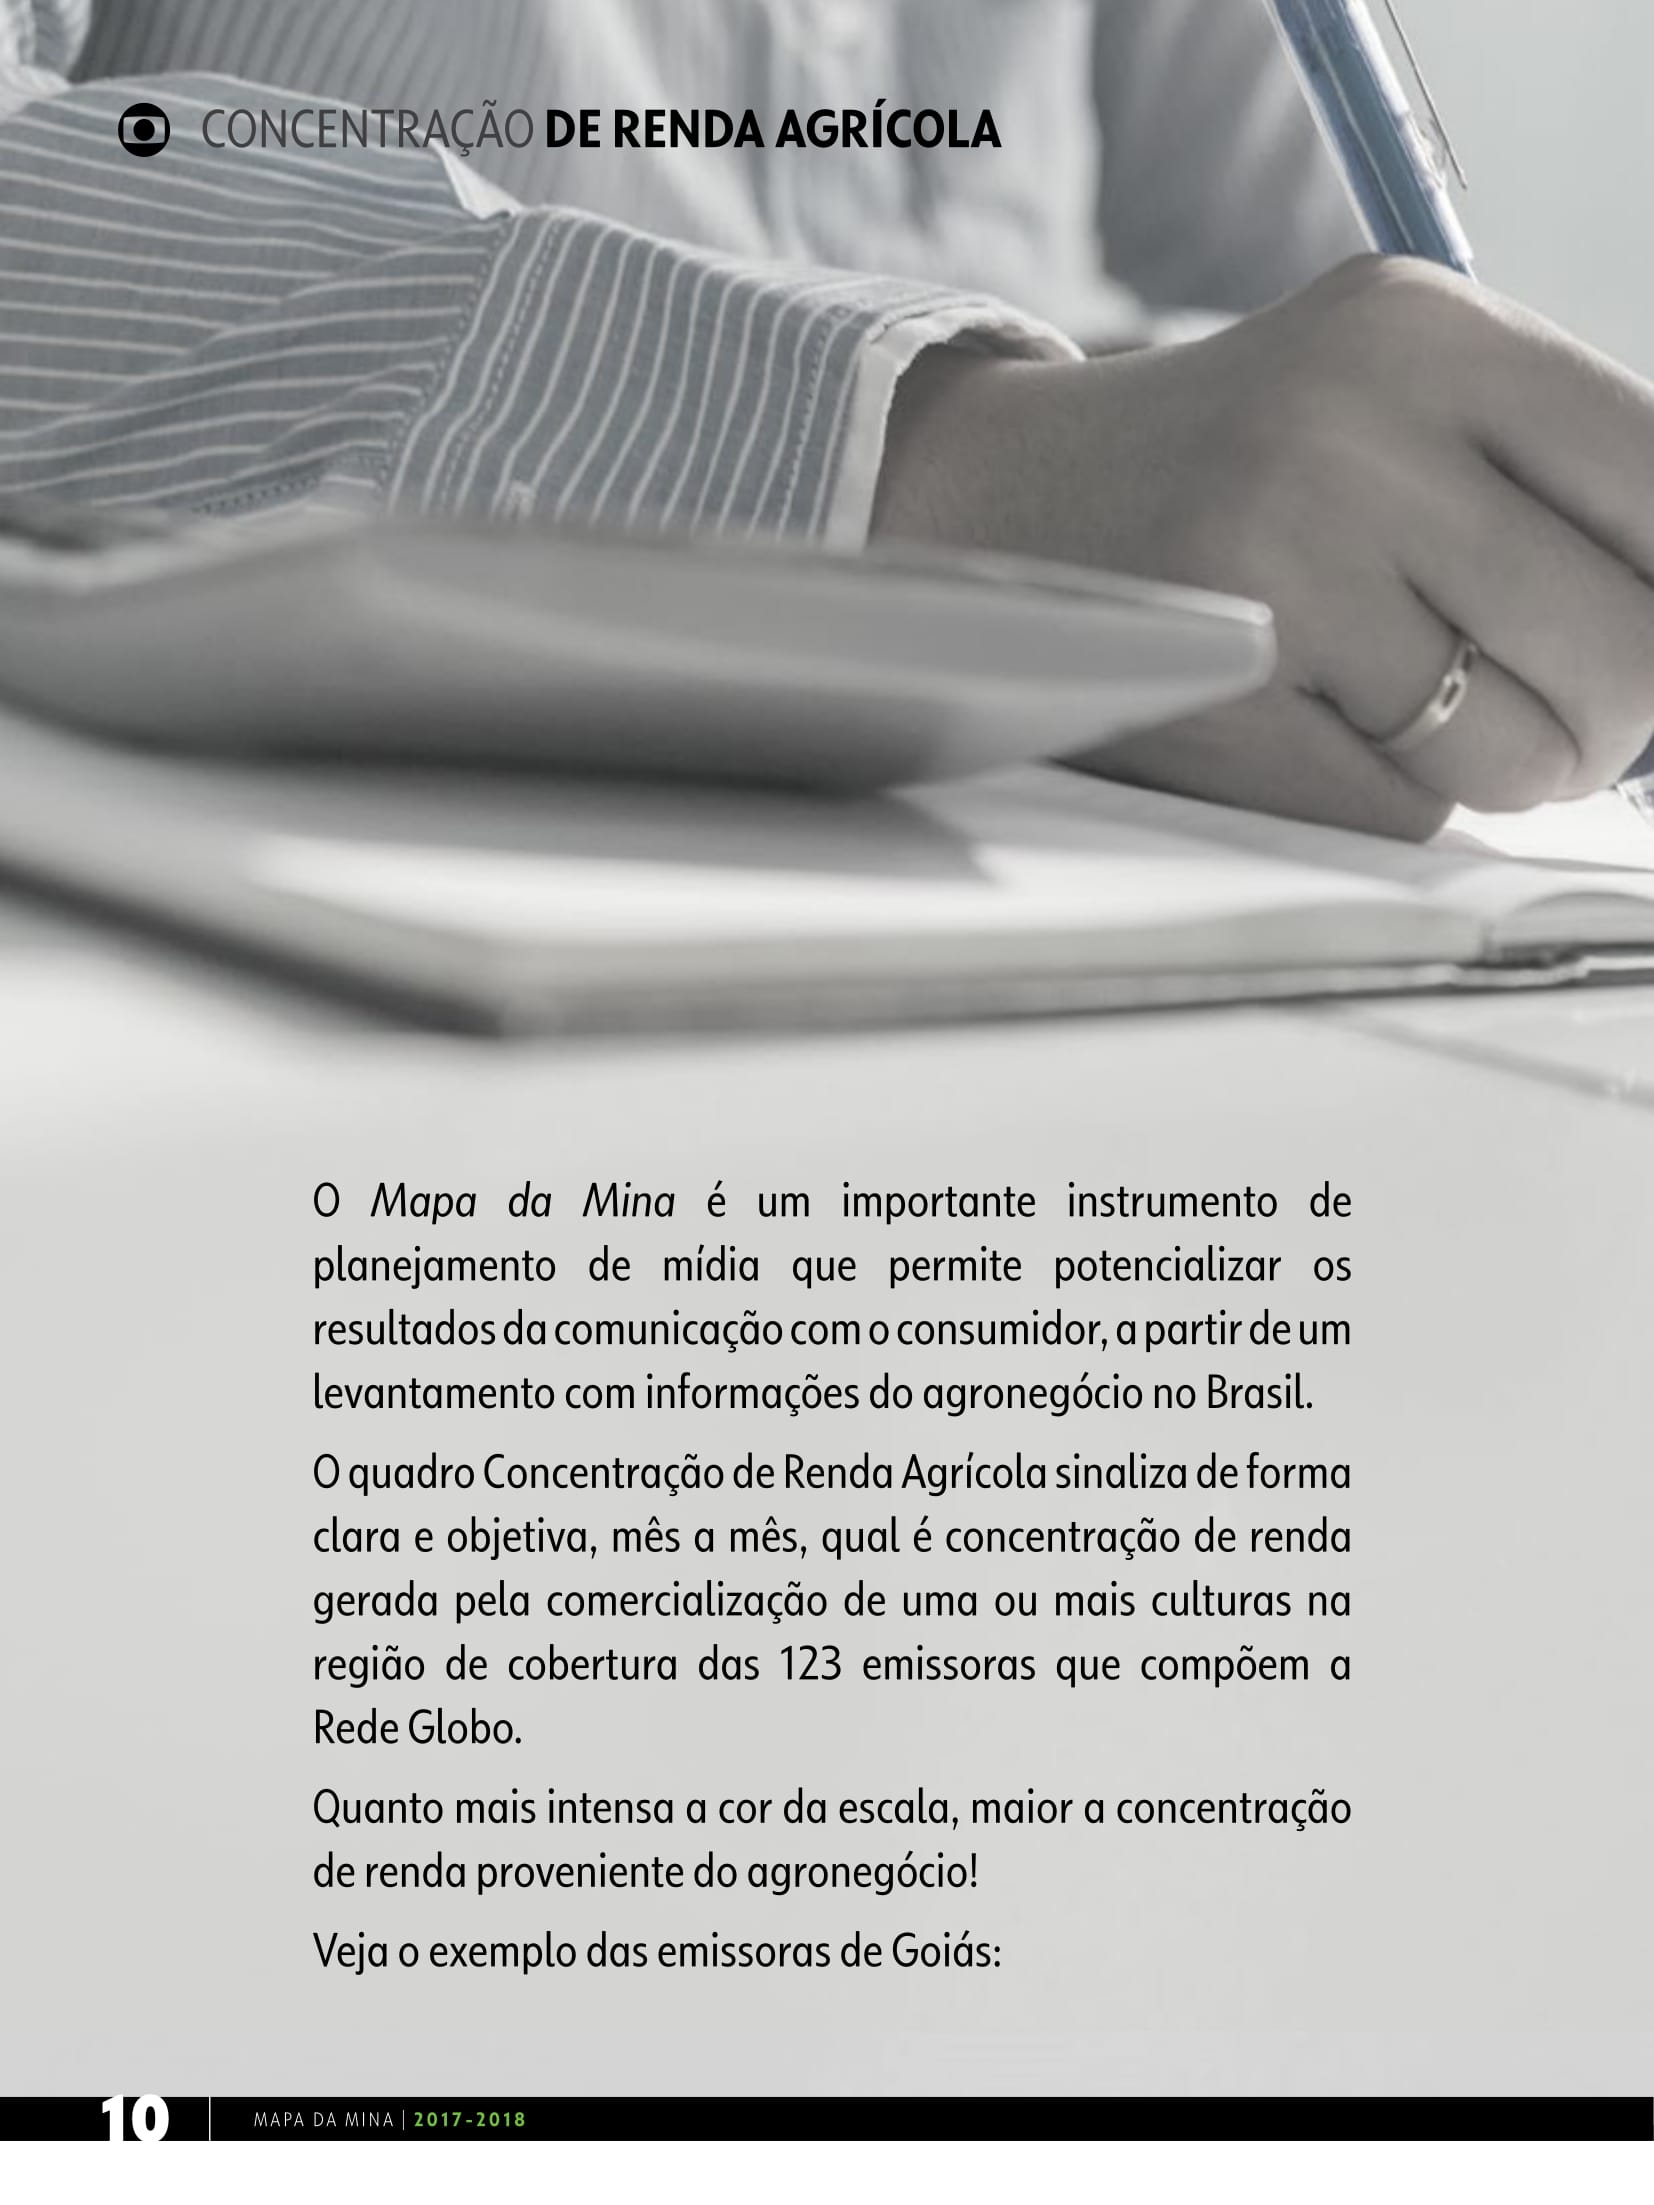 CONCENTRAÇÃO DE RENDA AGRÍCOLA
O Mapa da Mina é um importante instrumento de
planejamento de mídia que permite potencializar os
resultados da comunicação com o consumidor, a partir de um
levantamento com informações do agronegócio no Brasil.
O quadro Concentração de Renda Agrícola sinaliza de forma
clara e objetiva, mês a mês, qual é concentração de renda
gerada pela comercialização de uma ou mais culturas na
região de cobertura das 123 emissoras que compõem a
Rede Globo.
Quanto mais intensa a cor da escala, maior a concentração
de renda proveniente do agronegócio!
Veja o exemplo das emissoras de Goiás:
10 MAPA DA MINA | 2017-2018